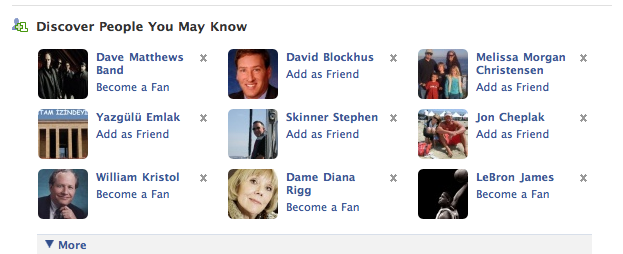 Discover People You May Know
Dave Matthews
Band
x
Become a Fan
David Blockhus
x
Add as Friend
Melissa Morgan
Christensen
x
Add as Friend
TAM IZINDEYIZ
Yazgülü Emlak
x
Add as Friend
Skinner Stephen
x
Add as Friend
Jon Cheplak
x
Add as Friend
William Kristol
x
Become a Fan
Dame Diana
Rigg
x
Become a Fan
LeBron James
x
Become a Fan
More